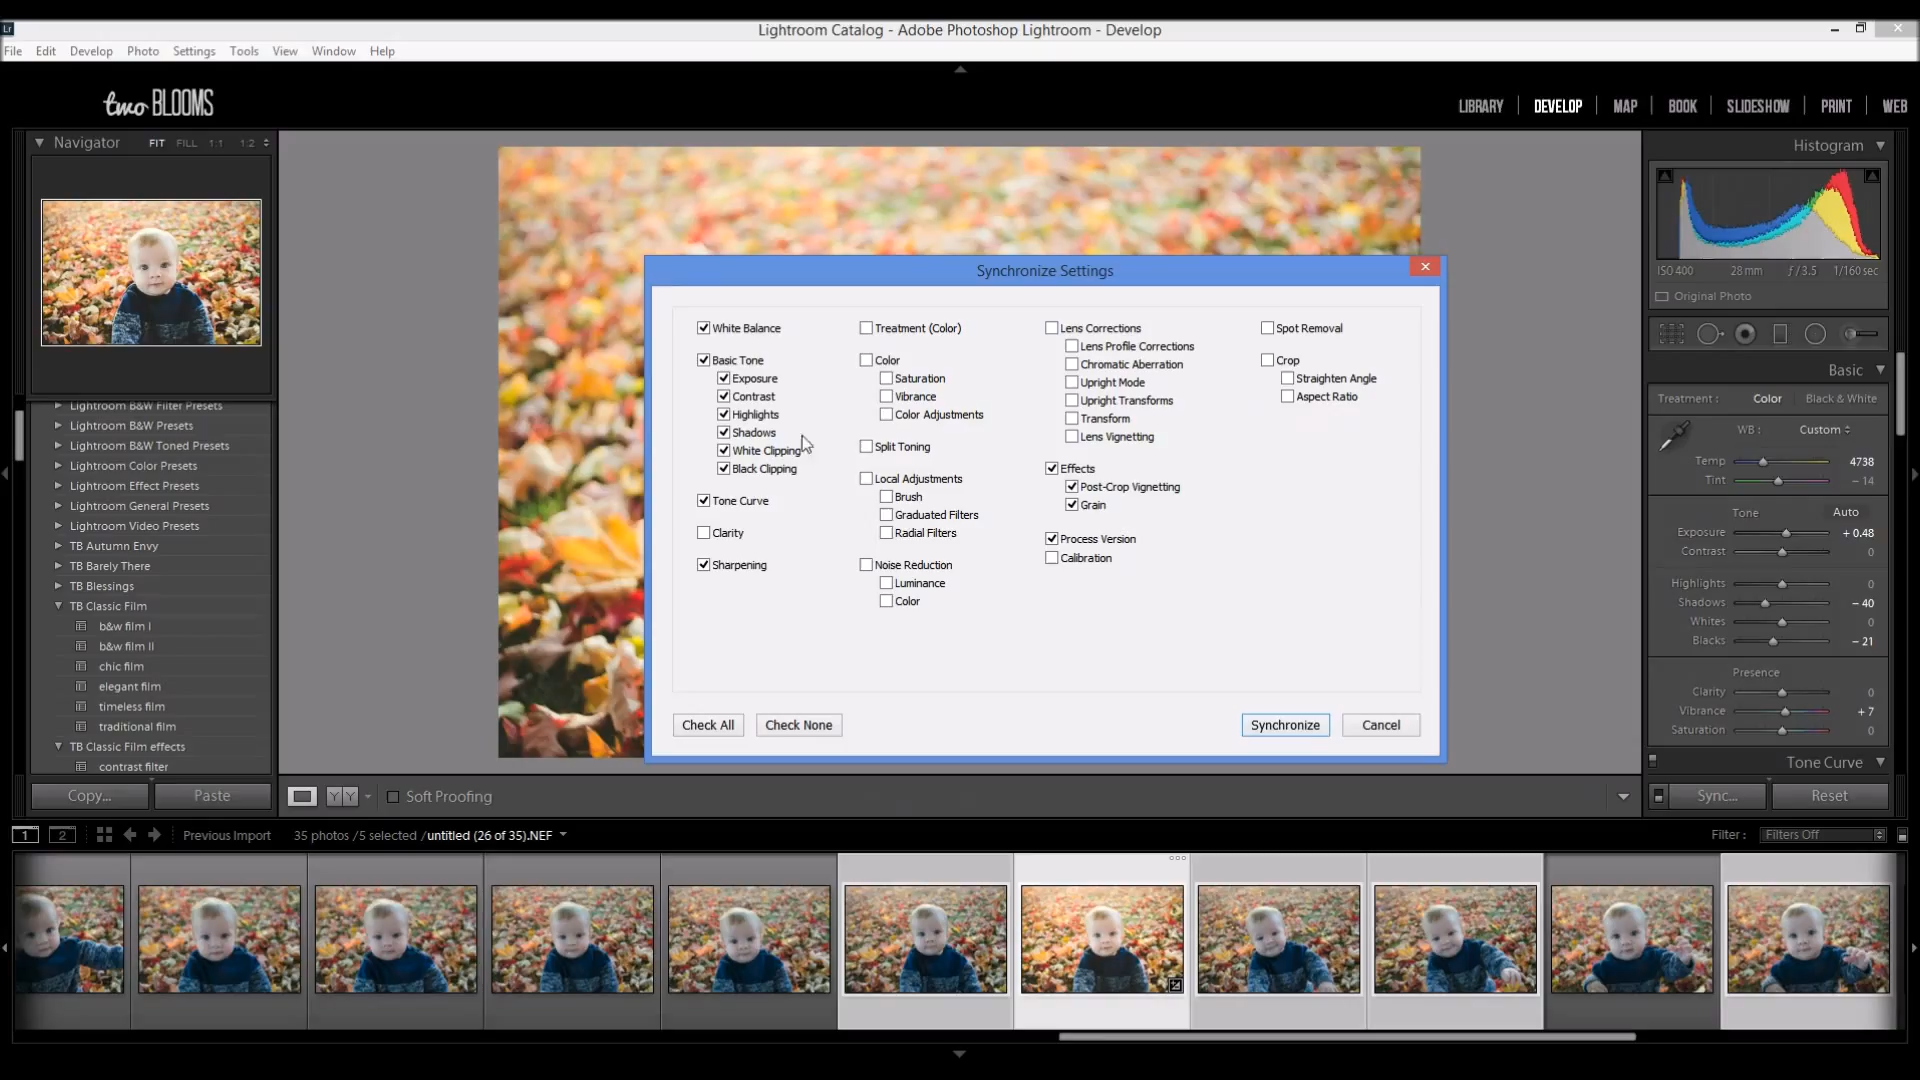 Lr
Lightroom Catalog - Adobe Photoshop Lightroom - Develop
File Edit Develop Photo Settings Tools View Window Help
two BLOOMS
LIBRARY | DEVELOP | MAP | BOOK | SLIDESHOW | PRINT | WEB
Navigator FIT FILL 1:1 1:2
Lightroom B&W Filter Presets
Lightroom B&W Presets
Lightroom B&W Toned Presets
Lightroom Color Presets
Lightroom Effect Presets
Lightroom General Presets
Lightroom Video Presets
TB Autumn Envy
TB Barely There
TB Blessings
TB Classic Film
b&w film I
b&w film II
chic film
elegant film
timeless film
traditional film
TB Classic Film effects
contrast filter
Copy... Paste
Synchronize Settings
White Balance
Basic Tone
Exposure
Contrast
Highlights
Shadows
White Clipping
Black Clipping
Tone Curve
Clarity
Sharpening
Treatment (Color)
Color
Saturation
Vibrance
Color Adjustments
Split Toning
Local Adjustments
Brush
Graduated Filters
Radial Filters
Noise Reduction
Luminance
Color
Lens Corrections
Lens Profile Corrections
Chromatic Aberration
Upright Mode
Upright Transforms
Transform
Lens Vignetting
Effects
Post-Crop Vignetting
Grain
Process Version
Calibration
Spot Removal
Crop
Straighten Angle
Aspect Ratio
Check All Check None Synchronize Cancel
Histogram
ISO 400 28 mm ƒ / 3.5 1/160 sec
Original Photo
Basic
Treatment : Color Black & White
WB : Custom
Temp 4738
Tint - 14
Tone Auto
Exposure + 0.48
Contrast 0
Highlights 0
Shadows - 40
Whites 0
Blacks - 21
Presence
Clarity 0
Vibrance + 7
Saturation 0
Tone Curve
Sync... Reset
YY Soft Proofing
1 2 Previous Import 35 photos /5 selected /untitled (26 of 35).NEF Filter : Filters Off